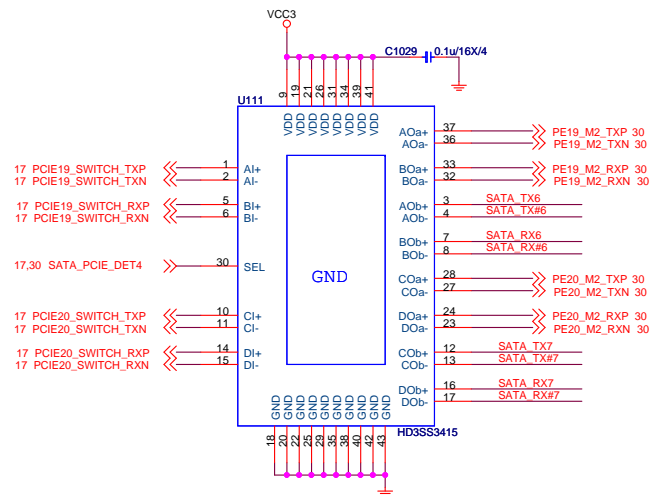 VCC3
C1029 0.1u/16X/4
U111
9 19 21 26 31 34 39 41
VDD VDD VDD VDD VDD VDD VDD VDD
17 PCIE19_SWITCH_TXP 1 AI+
17 PCIE19_SWITCH_TXN 2 AI-
17 PCIE19_SWITCH_RXP 5 BI+
17 PCIE19_SWITCH_RXN 6 BI-
17,30 SATA_PCIE_DET4 30 SEL
17 PCIE20_SWITCH_TXP 10 CI+
17 PCIE20_SWITCH_TXN 11 CI-
17 PCIE20_SWITCH_RXP 14 DI+
17 PCIE20_SWITCH_RXN 15 DI-
GND
AOa+ 37 PE19_M2_TXP 30
AOa- 36 PE19_M2_TXN 30
BOa+ 33 PE19_M2_RXP 30
BOa- 32 PE19_M2_RXN 30
AOb+ 3 SATA_TX6
AOb- 4 SATA_TX#6
BOb+ 7 SATA_RX6
BOb- 8 SATA_RX#6
COa+ 28 PE20_M2_TXP 30
COa- 27 PE20_M2_TXN 30
DOa+ 24 PE20_M2_RXP 30
DOa- 23 PE20_M2_RXN 30
COb+ 12 SATA_TX7
COb- 13 SATA_TX#7
DOb+ 16 SATA_RX7
DOb- 17 SATA_RX#7
GND GND GND GND GND GND GND GND GND GND
18 20 22 25 29 35 38 40 42 43
HD3SS3415